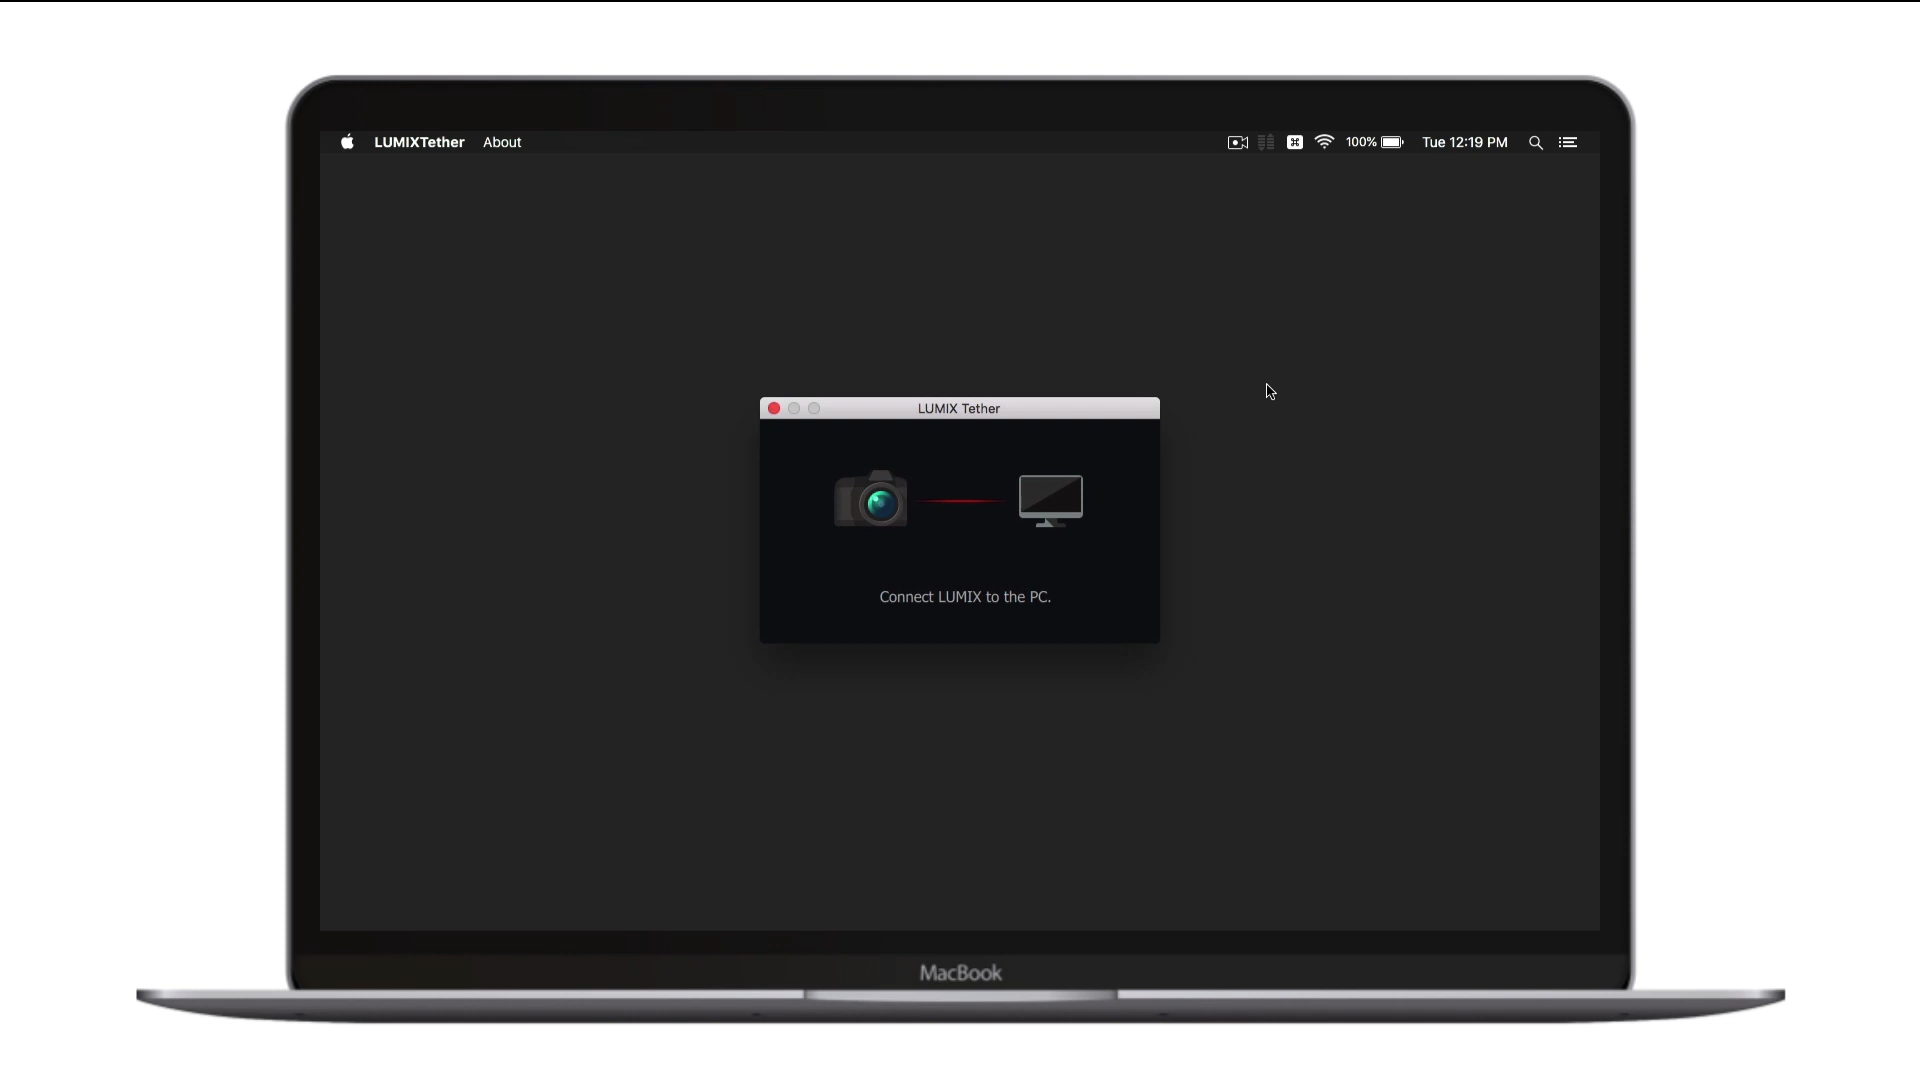 LUMIXTether About 100% Tue 12:19 PM
LUMIX Tether
Connect LUMIX to the PC.
MacBook